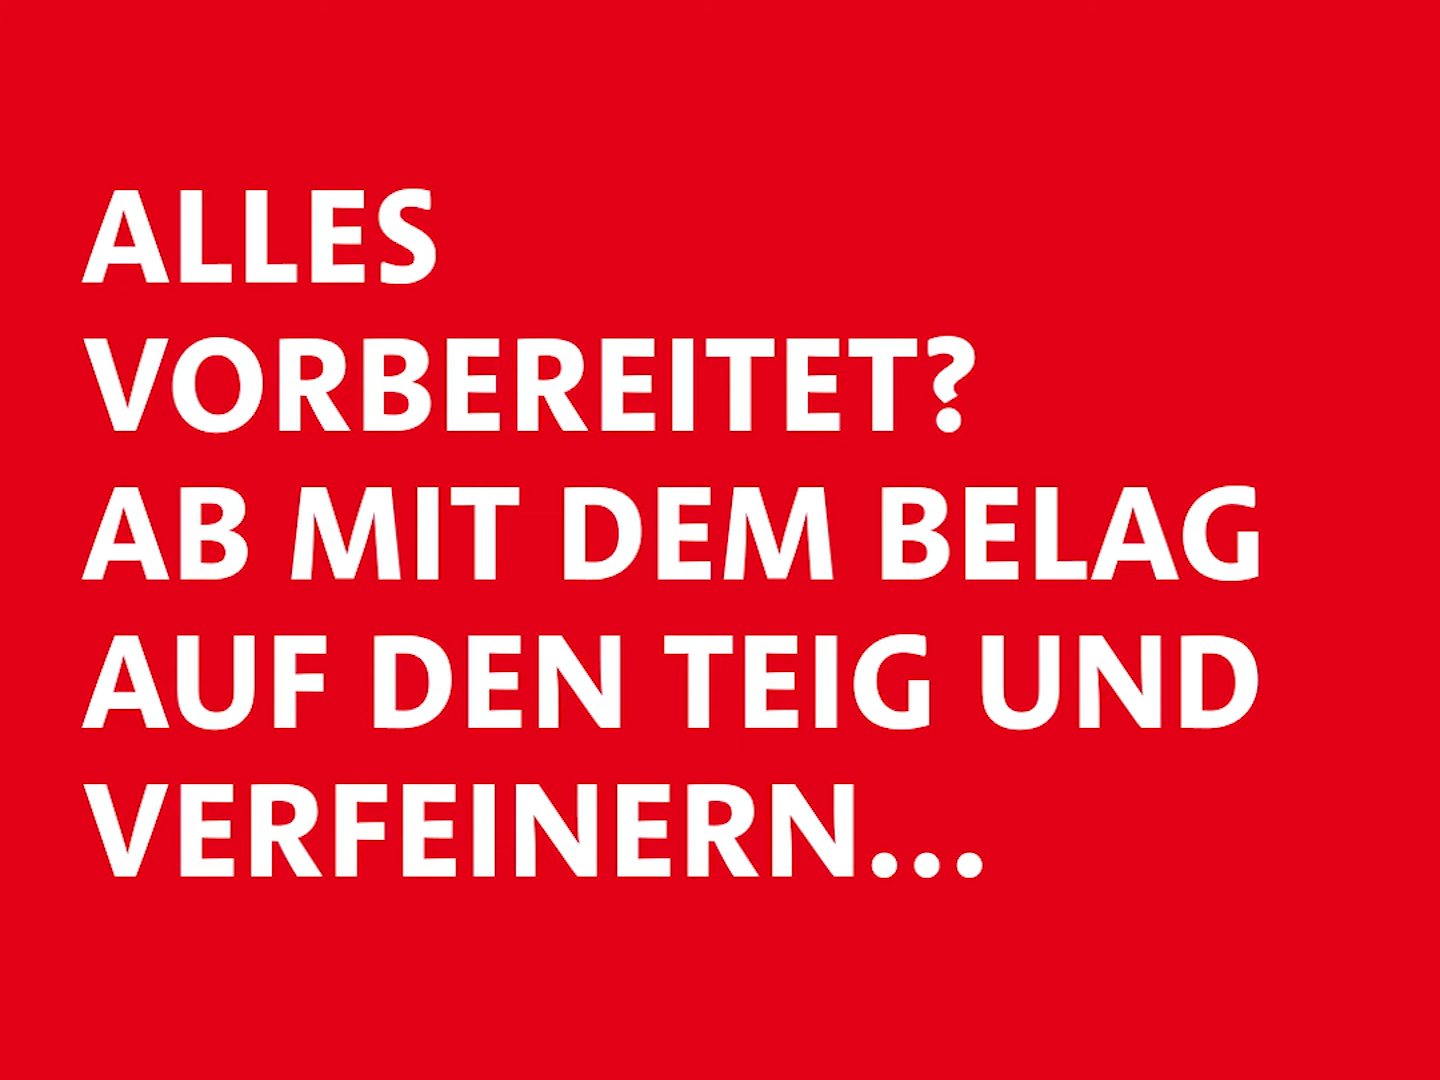 ALLES
VORBEREITET?
AB MIT DEM BELAG
AUF DEN TEIG UND
VERFEINERN...